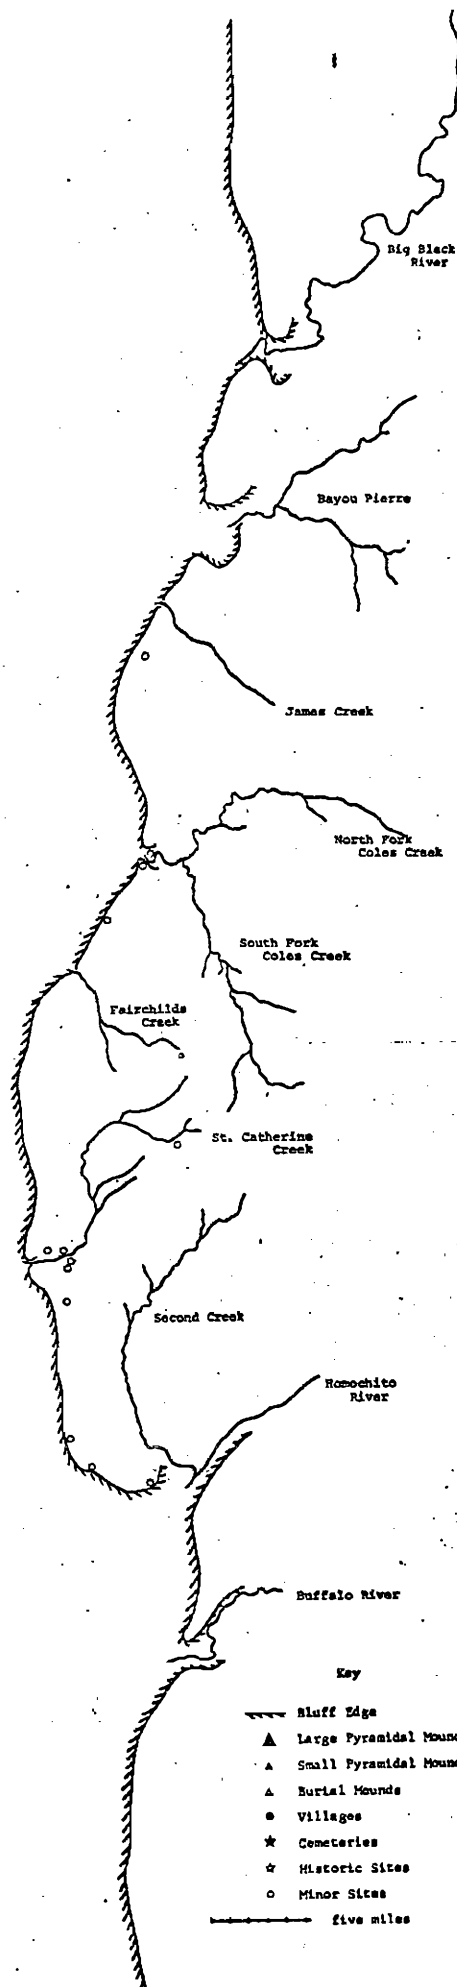 Big Black
River
Bayou Pierre
James Creek
North Fork
Coles Creek
South Fork
Coles Creek
Fairchilds
Creek
St. Catherine
Creek
Second Creek
Homochito
River
Buffalo River
Key
Bluff Edge
Large Pyramidal Moun
Small Pyramidal Moun
Burial Mounds
Villages
Cemeteries
Historic Sites
Minor Sites
five miles